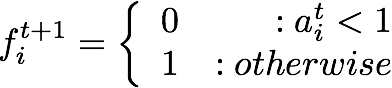 f_i^{t+1} = { 0 : a_i^t < 1
1 : otherwise